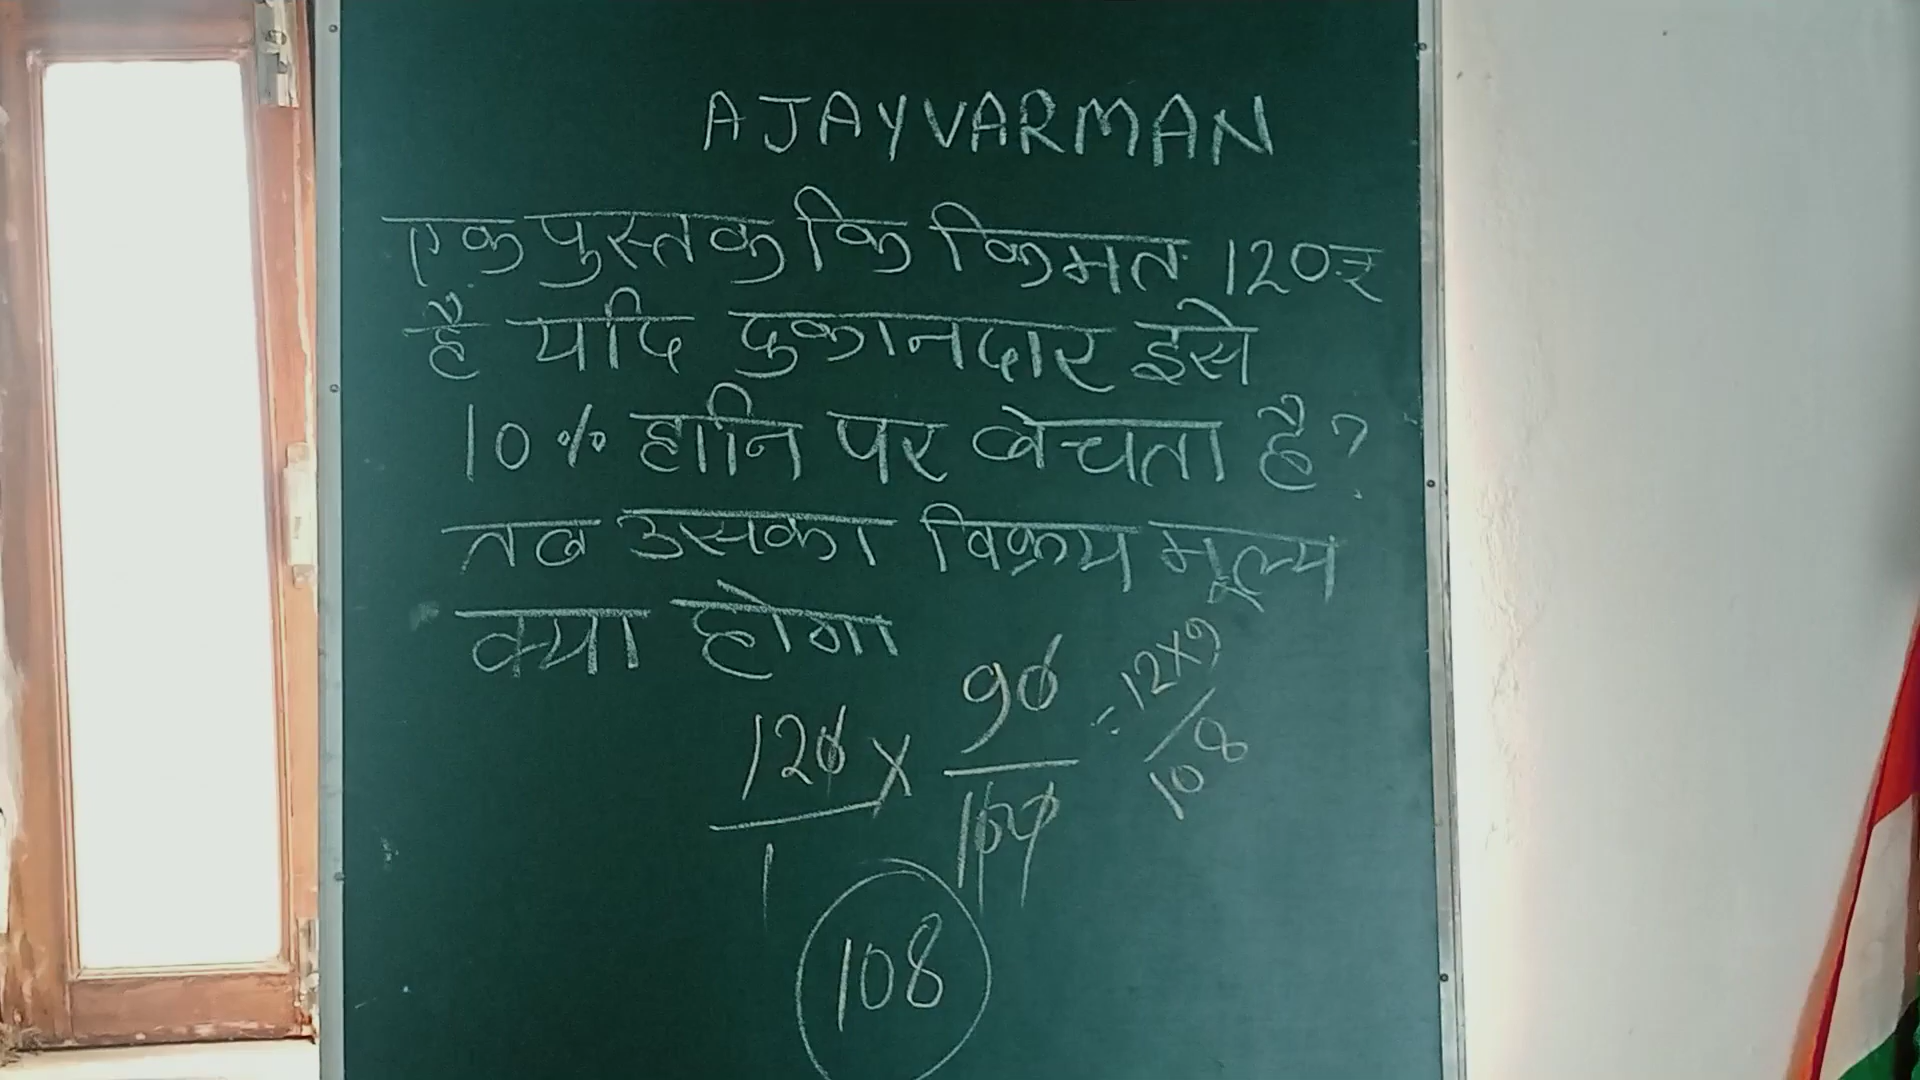 AJAYVARMAN
एक पुस्तक कि किमत 120₹
है यदि दुकानदार इसे
10% हानि पर बेचता है?
तब उसका विक्रय मूल्य
क्या होगा
120/1 × 90/100 = 12×9/108
108